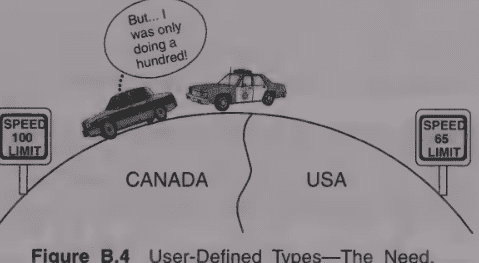 But... I
was only
doing a
hundred!
SPEED
100
LIMIT
SPEED
65
LIMIT
CANADA
USA
Figure B.4 User-Defined Types—The Need.